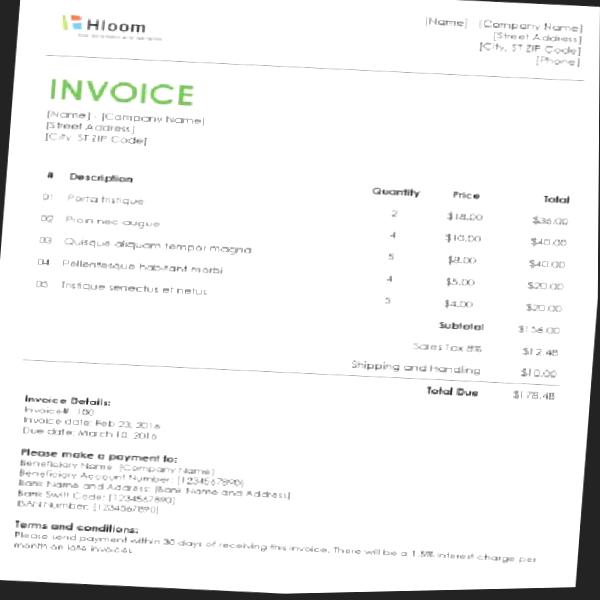 Hloom
[Name] - [Company Name]
[Street Address]
[City, ST ZIP Code]
[Phone]
INVOICE
[Name] - [Company Name]
[Street Address]
[City, ST ZIP Code]
# Description Quantity Price Total
01 Porta tristique 2 $18.00 $36.00
02 Proin nec augue 4 $10.00 $40.00
03 Quisque aliquam tempor magna 5 $8.00 $40.00
04 Pellentesque habitant morbi 4 $5.00 $20.00
05 Tristique senectus et netus $4.00 $20.00
Subtotal $156.00
Sales Tax 8% $12.48
Shipping and Handling $10.00
Total Due $178.48
Invoice Details:
Invoice#: 100
Invoice date: Feb 23, 2016
Due date: March 10, 2016
Please make a payment to:
Beneficiary Name: [Company Name]
Beneficiary Account Number: [1234567890]
Bank Name and Address: [Bank Name and Address]
Bank Swift Code: [1234567890]
IBAN Number: [1234567890]
Terms and conditions:
Please send payment within 30 days of receiving this invoice. There will be a 1.5% interest charge per
month on late invoices.